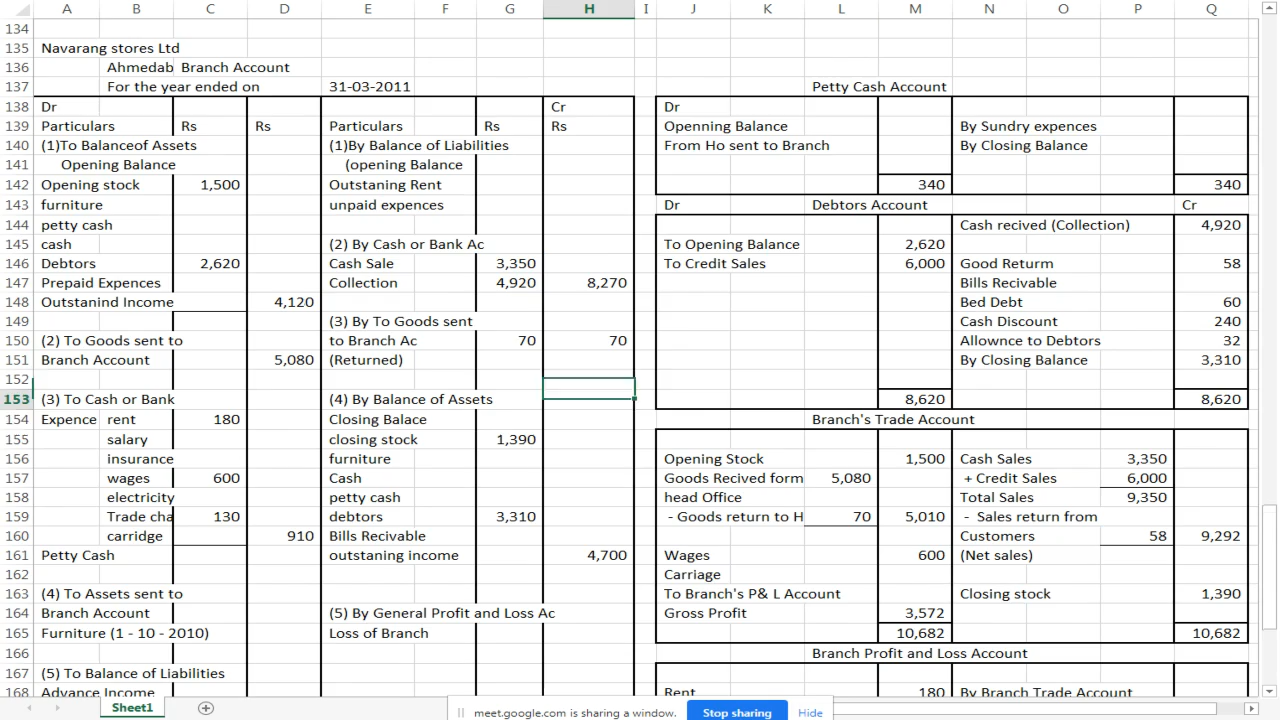 A B C D E F G H I J K L M N O P Q
134
135 Navarang stores Ltd
136 Ahmedab Branch Account
137 For the year ended on 31-03-2011 Petty Cash Account
138 Dr Cr Dr
139 Particulars Rs Rs Particulars Rs Rs Openning Balance By Sundry expences
140 (1)To Balanceof Assets (1)By Balance of Liabilities From Ho sent to Branch By Closing Balance
141 Opening Balance (opening Balance
142 Opening stock 1,500 Outstaning Rent 340 340
143 furniture unpaid expences Dr Debtors Account Cr
144 petty cash Cash recived (Collection) 4,920
145 cash (2) By Cash or Bank Ac To Opening Balance 2,620
146 Debtors 2,620 Cash Sale 3,350 To Credit Sales 6,000 Good Returm 58
147 Prepaid Expences Collection 4,920 8,270 Bills Recivable
148 Outstanind Income 4,120 Bed Debt 60
149 (3) By To Goods sent Cash Discount 240
150 (2) To Goods sent to to Branch Ac 70 70 Allownce to Debtors 32
151 Branch Account 5,080 (Returned) By Closing Balance 3,310
152
153 (3) To Cash or Bank (4) By Balance of Assets 8,620 8,620
154 Expence rent 180 Closing Balace Branch's Trade Account
155 salary closing stock 1,390
156 insurance furniture Opening Stock 1,500 Cash Sales 3,350
157 wages 600 Cash Goods Recived form 5,080 + Credit Sales 6,000
158 electricity petty cash head Office Total Sales 9,350
159 Trade cha 130 debtors 3,310 - Goods return to H 70 5,010 - Sales return from
160 carridge 910 Bills Recivable Customers 58 9,292
161 Petty Cash outstaning income 4,700 Wages 600 (Net sales)
162 Carriage
163 (4) To Assets sent to To Branch's P& L Account Closing stock 1,390
164 Branch Account (5) By General Profit and Loss Ac Gross Profit 3,572
165 Furniture (1 - 10 - 2010) Loss of Branch 10,682 10,682
166 Branch Profit and Loss Account
167 (5) To Balance of Liabilities
168 Advance Income Rent 180 By Branch Trade Account
Sheet1
meet.google.com is sharing a window. Stop sharing Hide